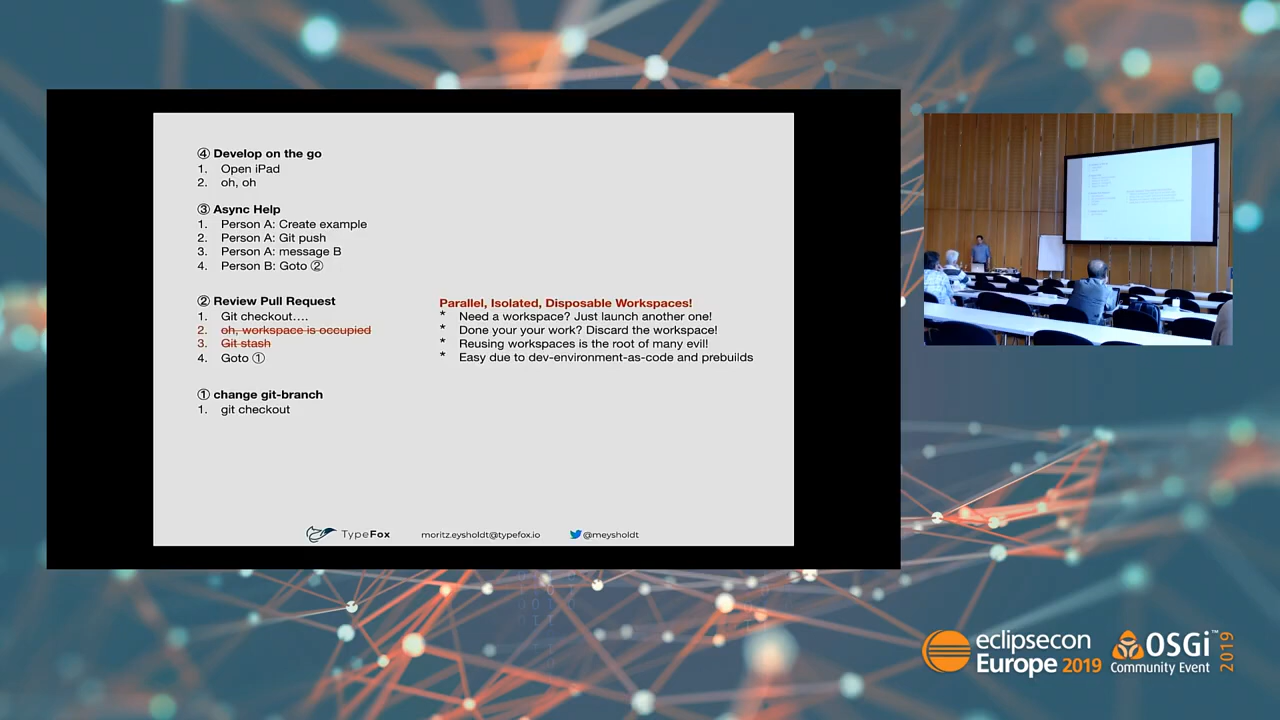 ④ Develop on the go
1. Open iPad
2. oh, oh
③ Async Help
1. Person A: Create example
2. Person A: Git push
3. Person A: message B
4. Person B: Goto ②
② Review Pull Request
1. Git checkout....
2. oh, workspace is occupied
3. Git stash
4. Goto ①
Parallel, Isolated, Disposable Workspaces!
* Need a workspace? Just launch another one!
* Done your your work? Discard the workspace!
* Reusing workspaces is the root of many evil!
* Easy due to dev-environment-as-code and prebuilds
① change git-branch
1. git checkout
TypeFox
moritz.eysholdt@typefox.io
@meysholdt
eclipsecon
Europe 2019
OSGi™
Community Event
2019